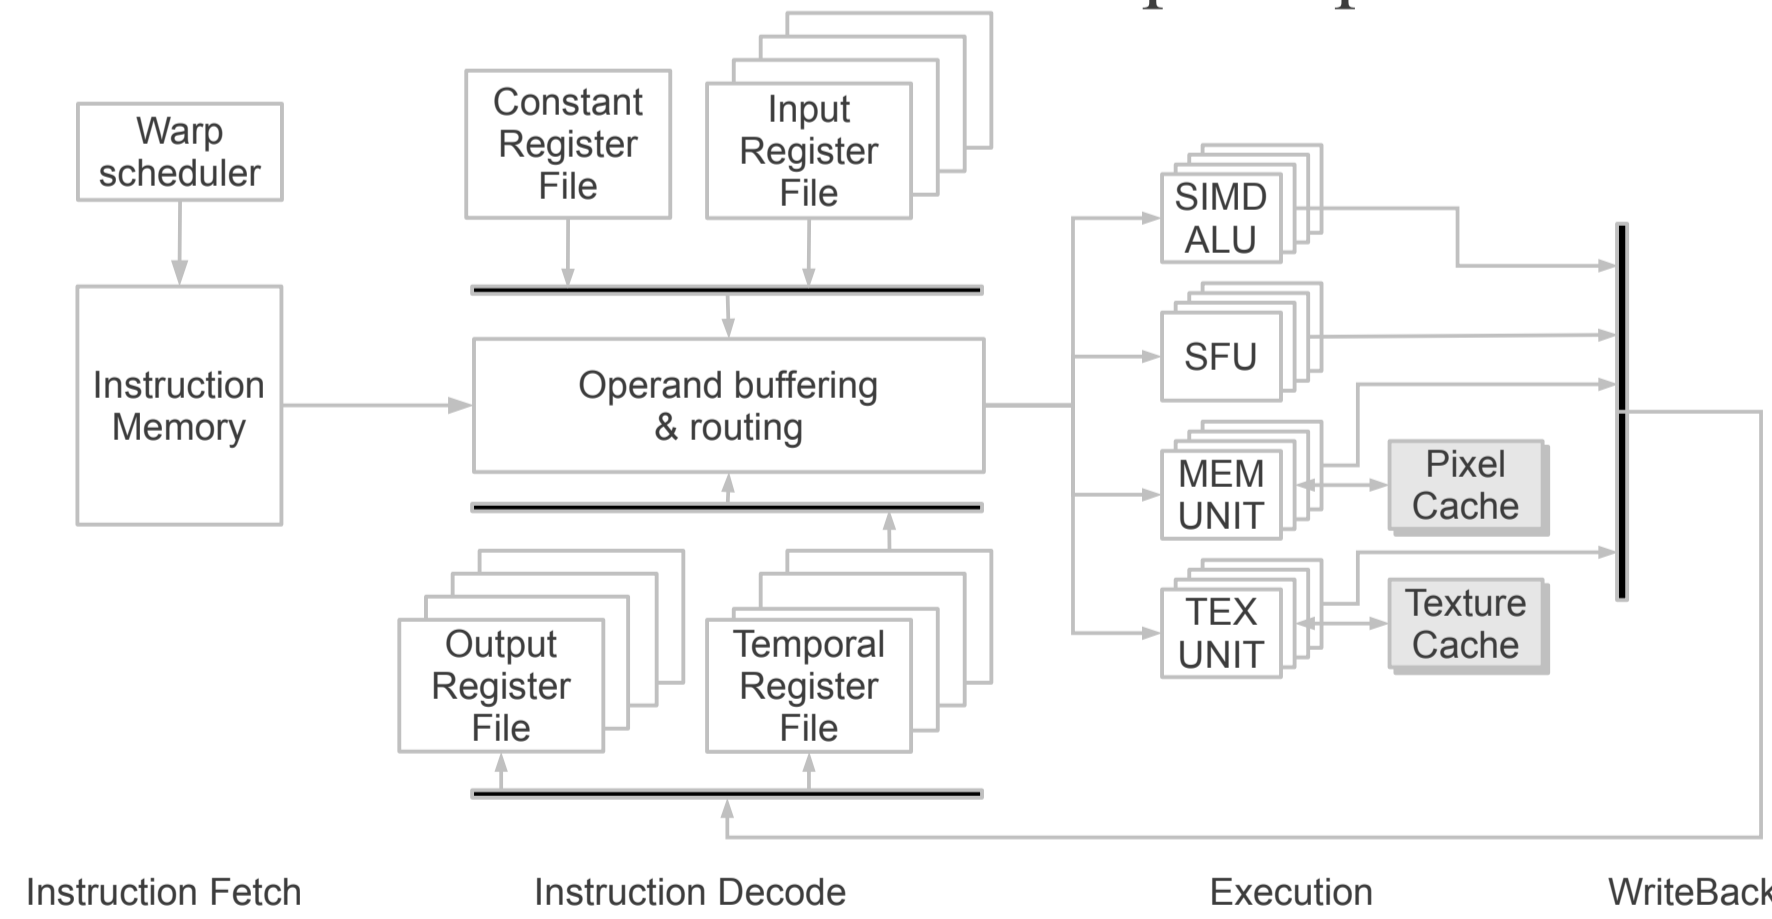 Warp
scheduler
Instruction
Memory
Constant
Register
File
Input
Register
File
Operand buffering
& routing
Output
Register
File
Temporal
Register
File
SIMD
ALU
SFU
MEM
UNIT
Pixel
Cache
TEX
UNIT
Texture
Cache
Instruction Fetch
Instruction Decode
Execution
WriteBack